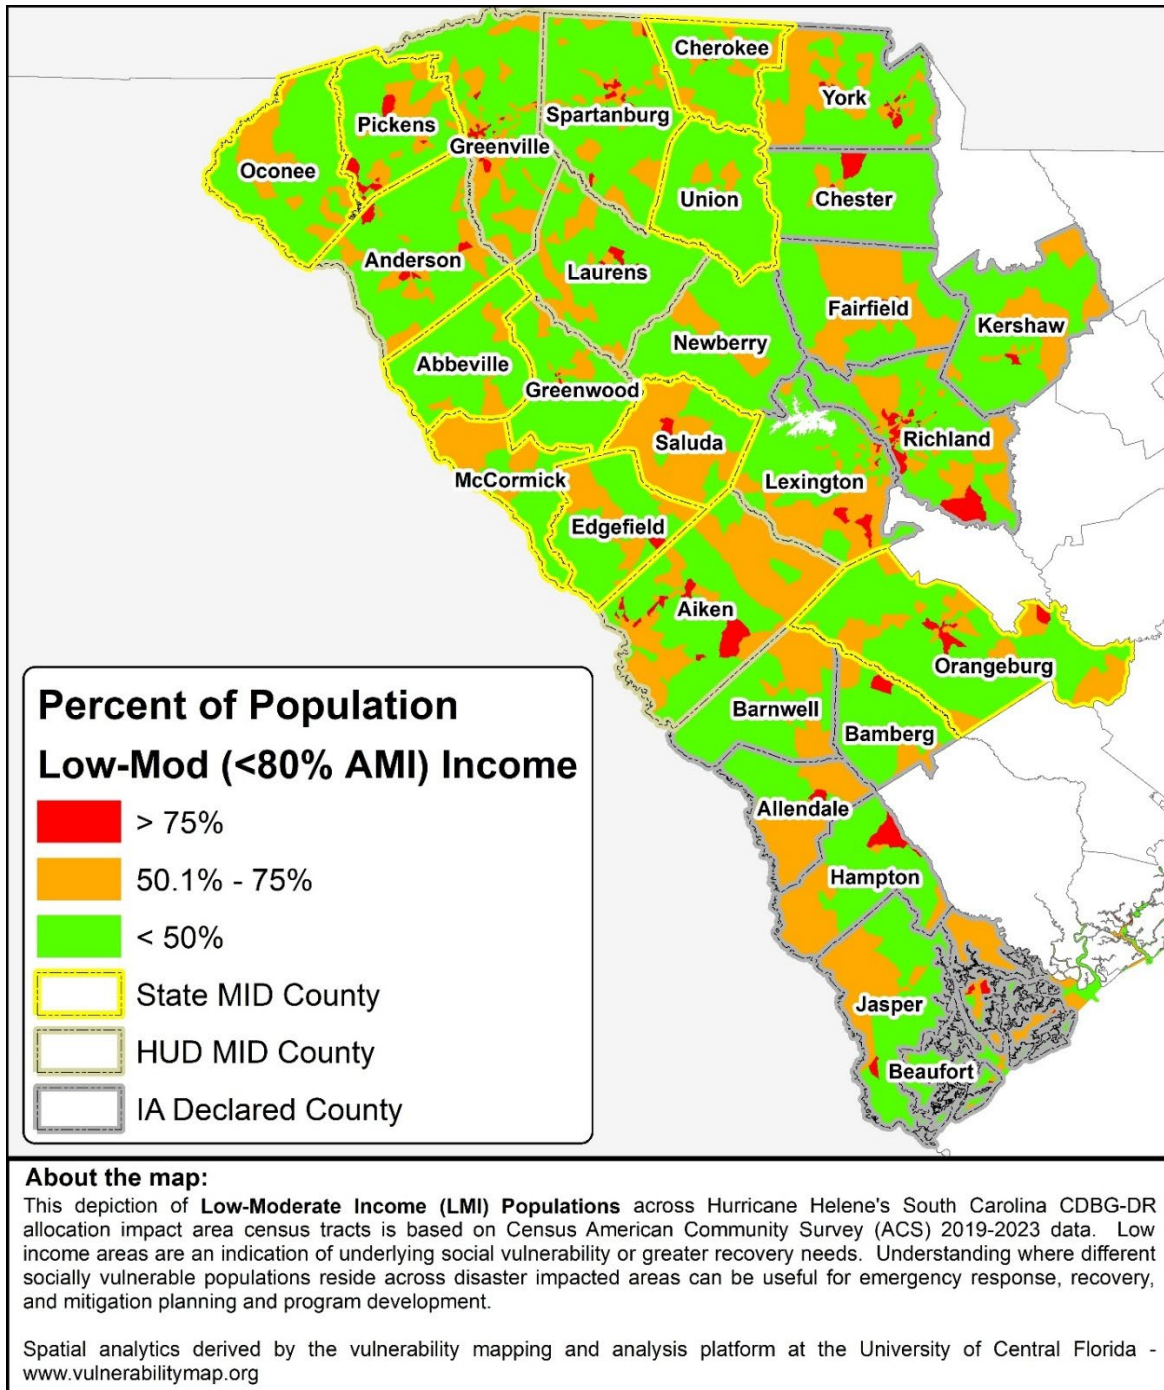 Cherokee
York
Spartanburg
Pickens
Greenville
Oconee
Union
Chester
Anderson
Laurens
Fairfield
Kershaw
Newberry
Abbeville
Greenwood
Saluda
Richland
McCormick
Lexington
Edgefield
Aiken
Orangeburg
Barnwell
Bamberg
Allendale
Hampton
Jasper
Beaufort
Percent of Population
Low-Mod (<80% AMI) Income
> 75%
50.1% - 75%
< 50%
State MID County
HUD MID County
IA Declared County
About the map:
This depiction of Low-Moderate Income (LMI) Populations across Hurricane Helene's South Carolina CDBG-DR
allocation impact area census tracts is based on Census American Community Survey (ACS) 2019-2023 data. Low
income areas are an indication of underlying social vulnerability or greater recovery needs. Understanding where different
socially vulnerable populations reside across disaster impacted areas can be useful for emergency response, recovery,
and mitigation planning and program development.
Spatial analytics derived by the vulnerability mapping and analysis platform at the University of Central Florida -
www.vulnerabilitymap.org